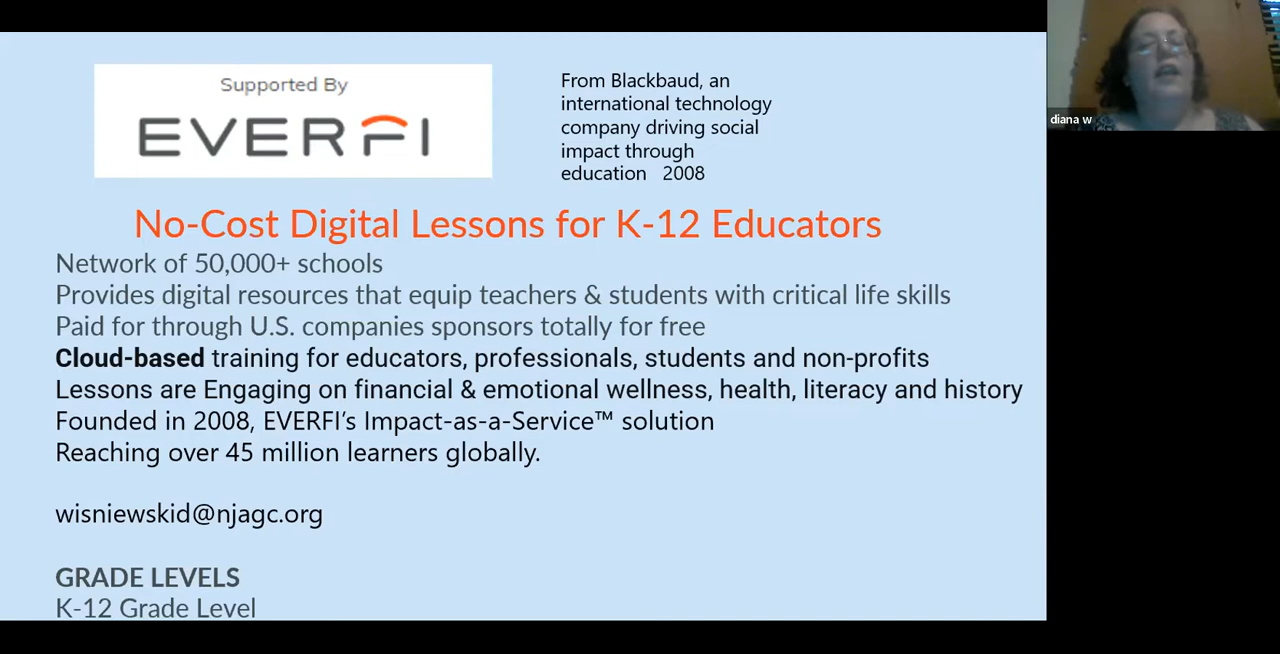 Supported By
EVERFI
From Blackbaud, an
international technology
company driving social
impact through
education 2008
No-Cost Digital Lessons for K-12 Educators
Network of 50,000+ schools
Provides digital resources that equip teachers & students with critical life skills
Paid for through U.S. companies sponsors totally for free
Cloud-based training for educators, professionals, students and non-profits
Lessons are Engaging on financial & emotional wellness, health, literacy and history
Founded in 2008, EVERFI’s Impact-as-a-Service™ solution
Reaching over 45 million learners globally.
wisniewskid@njagc.org
GRADE LEVELS
K-12 Grade Level
diana w